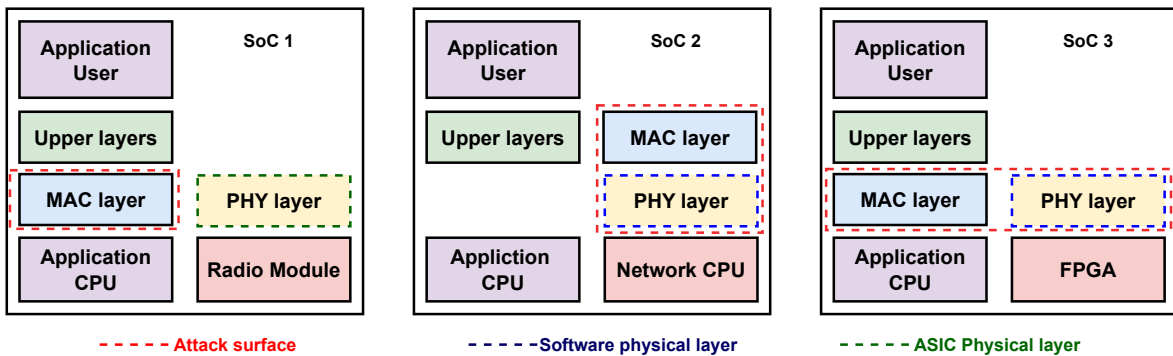 SoC 1
Application
User
Upper layers
MAC layer
PHY layer
Application
CPU
Radio Module
SoC 2
Application
User
Upper layers
MAC layer
PHY layer
Appliction
CPU
Network CPU
SoC 3
Application
User
Upper layers
MAC layer
PHY layer
Application
CPU
FPGA
Attack surface
Software physical layer
ASIC Physical layer